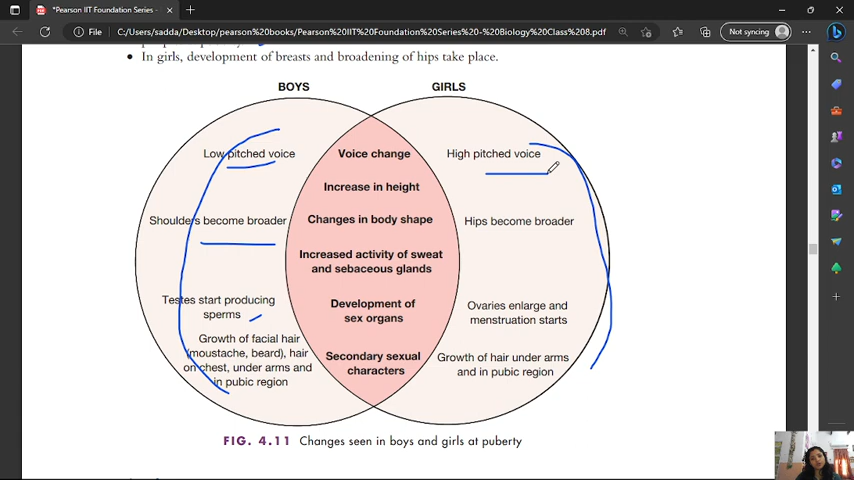 *Pearson IIT Foundation Series -
File
C:/Users/sadda/Desktop/pearson%20books/Pearson%20IIT%20Foundation%20Series%20-%20Biology%20Class%208.pdf
Not syncing
• In girls, development of breasts and broadening of hips take place.
BOYS
GIRLS
Low pitched voice
Voice change
High pitched voice
Increase in height
Shoulders become broader
Changes in body shape
Hips become broader
Increased activity of sweat
and sebaceous glands
Testes start producing
sperms
Development of
sex organs
Ovaries enlarge and
menstruation starts
Growth of facial hair
(moustache, beard), hair
on chest, under arms and
in pubic region
Secondary sexual
characters
Growth of hair under arms
and in pubic region
FIG. 4.11 Changes seen in boys and girls at puberty